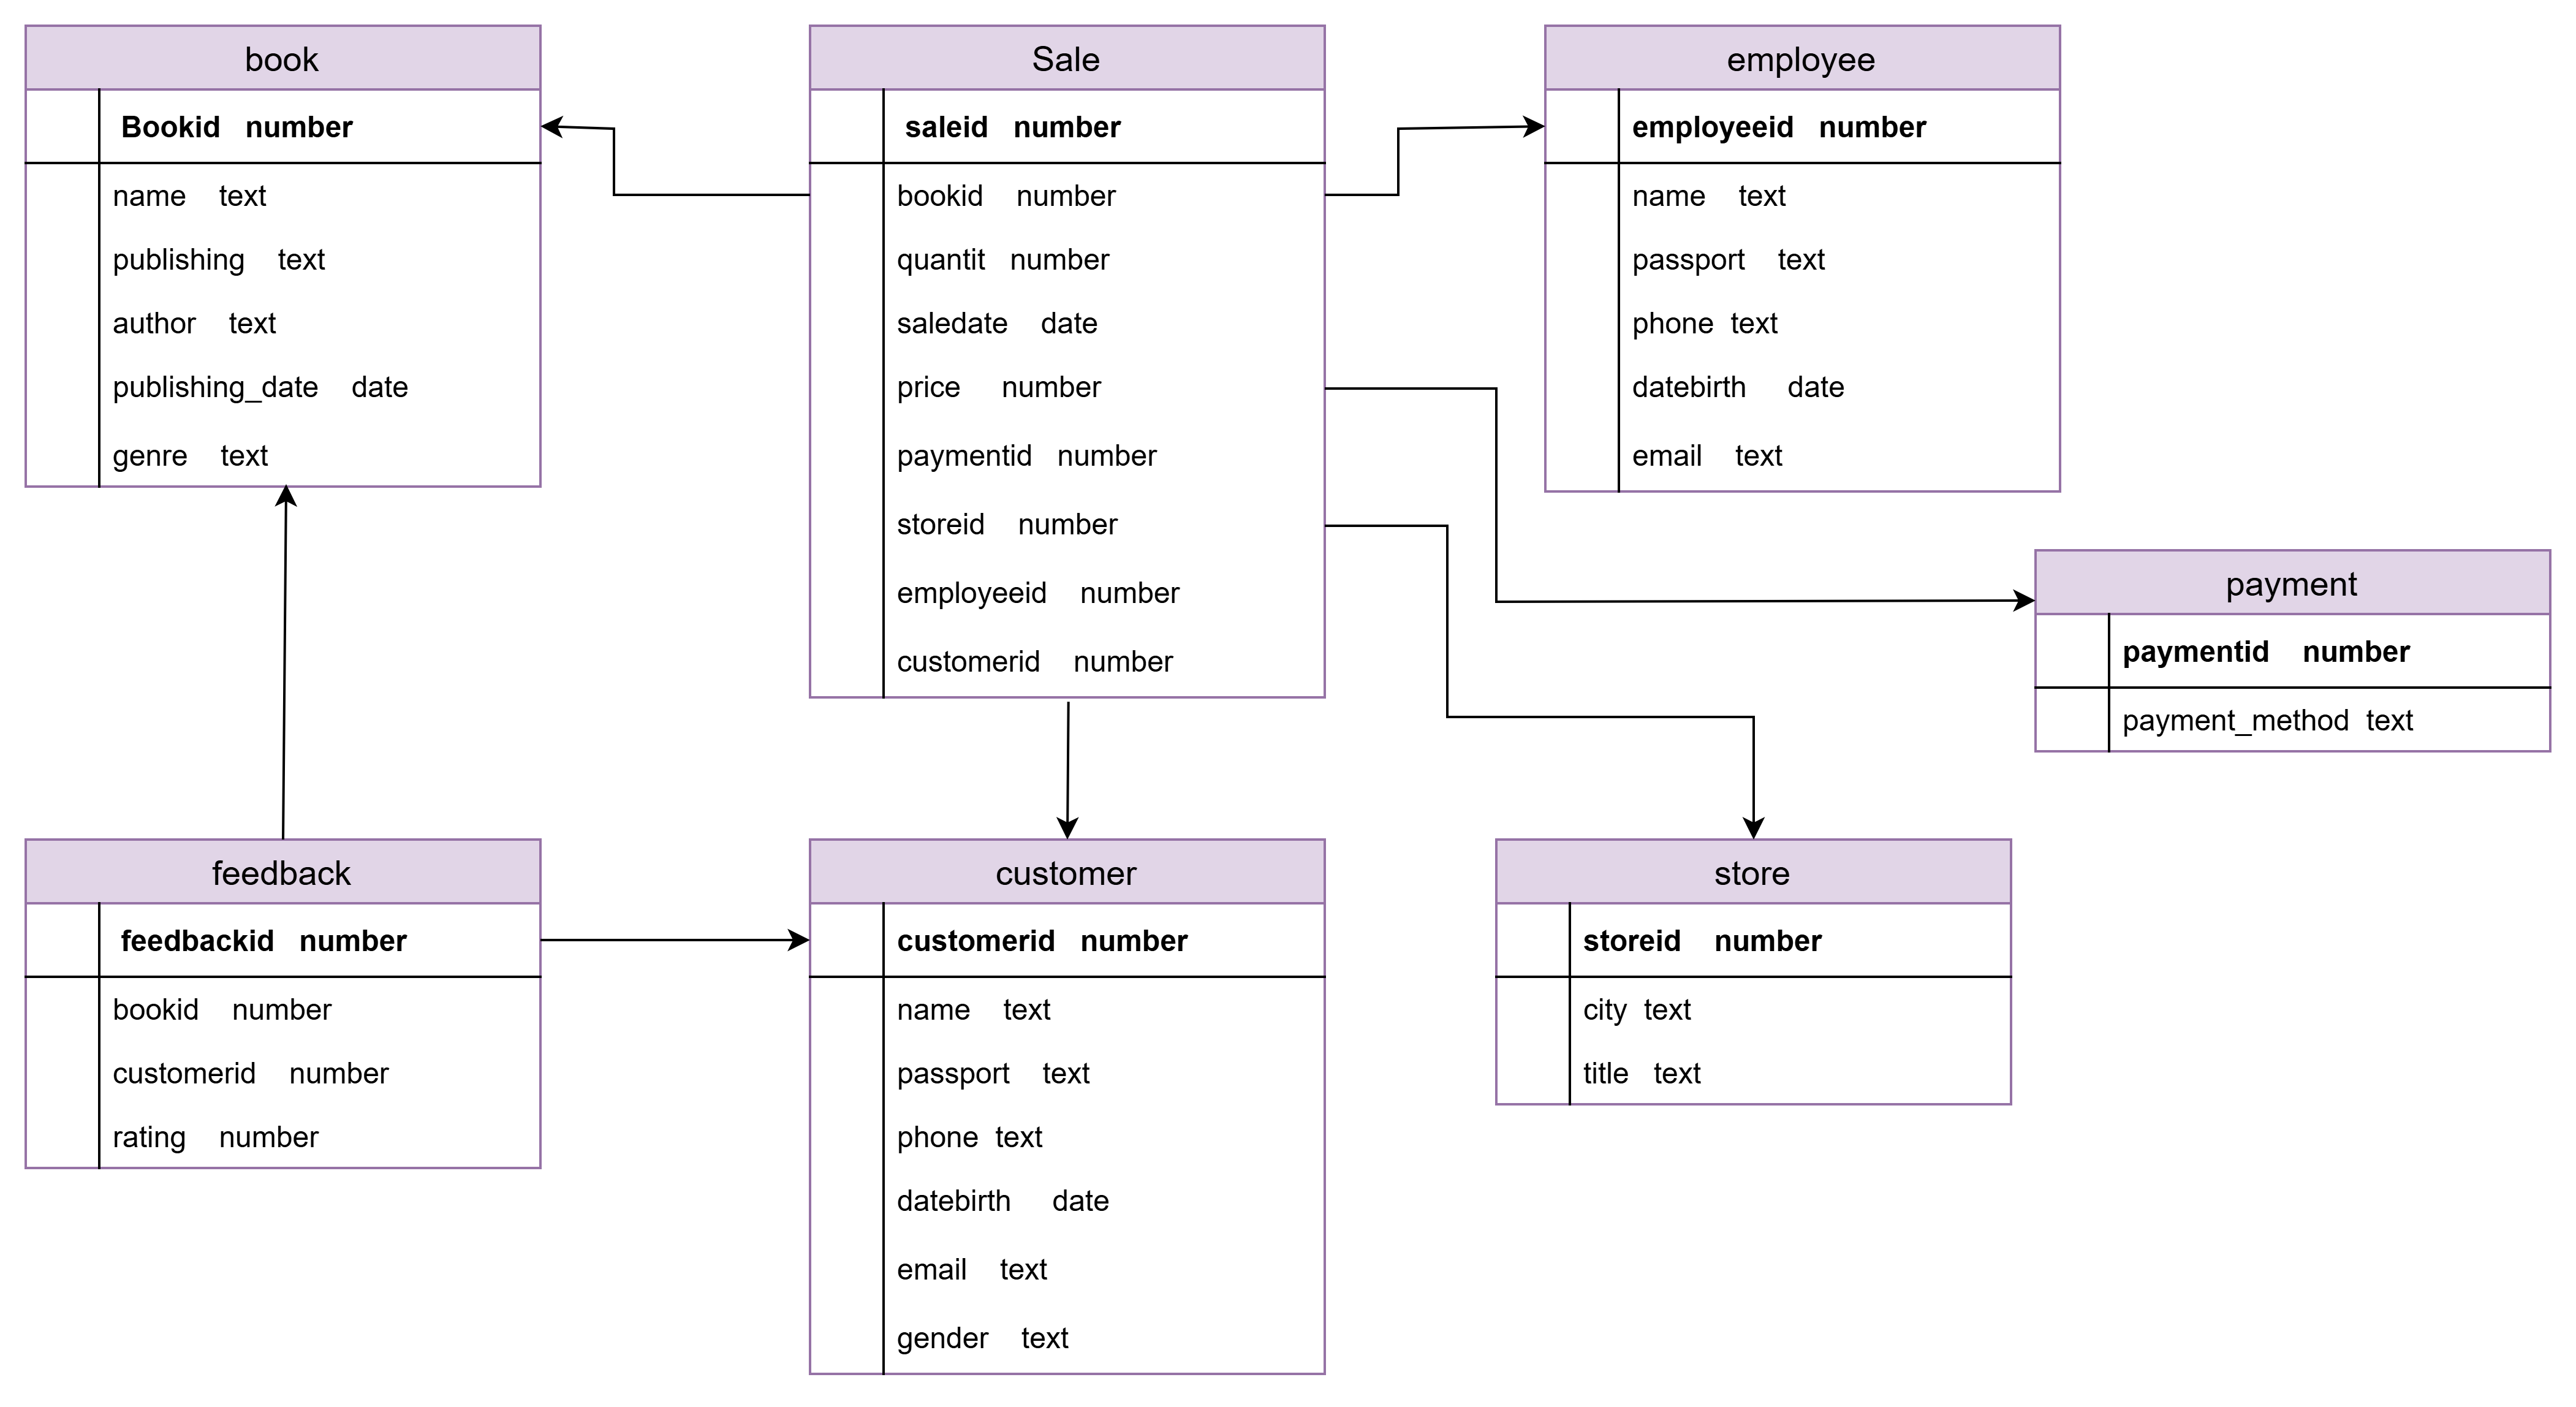 book
Bookid number
name text
publishing text
author text
publishing_date date
genre text
Sale
saleid number
bookid number
quantit number
saledate date
price number
paymentid number
storeid number
employeeid number
customerid number
employee
employeeid number
name text
passport text
phone text
datebirth date
email text
payment
paymentid number
payment_method text
feedback
feedbackid number
bookid number
customerid number
rating number
customer
customerid number
name text
passport text
phone text
datebirth date
email text
gender text
store
storeid number
city text
title text